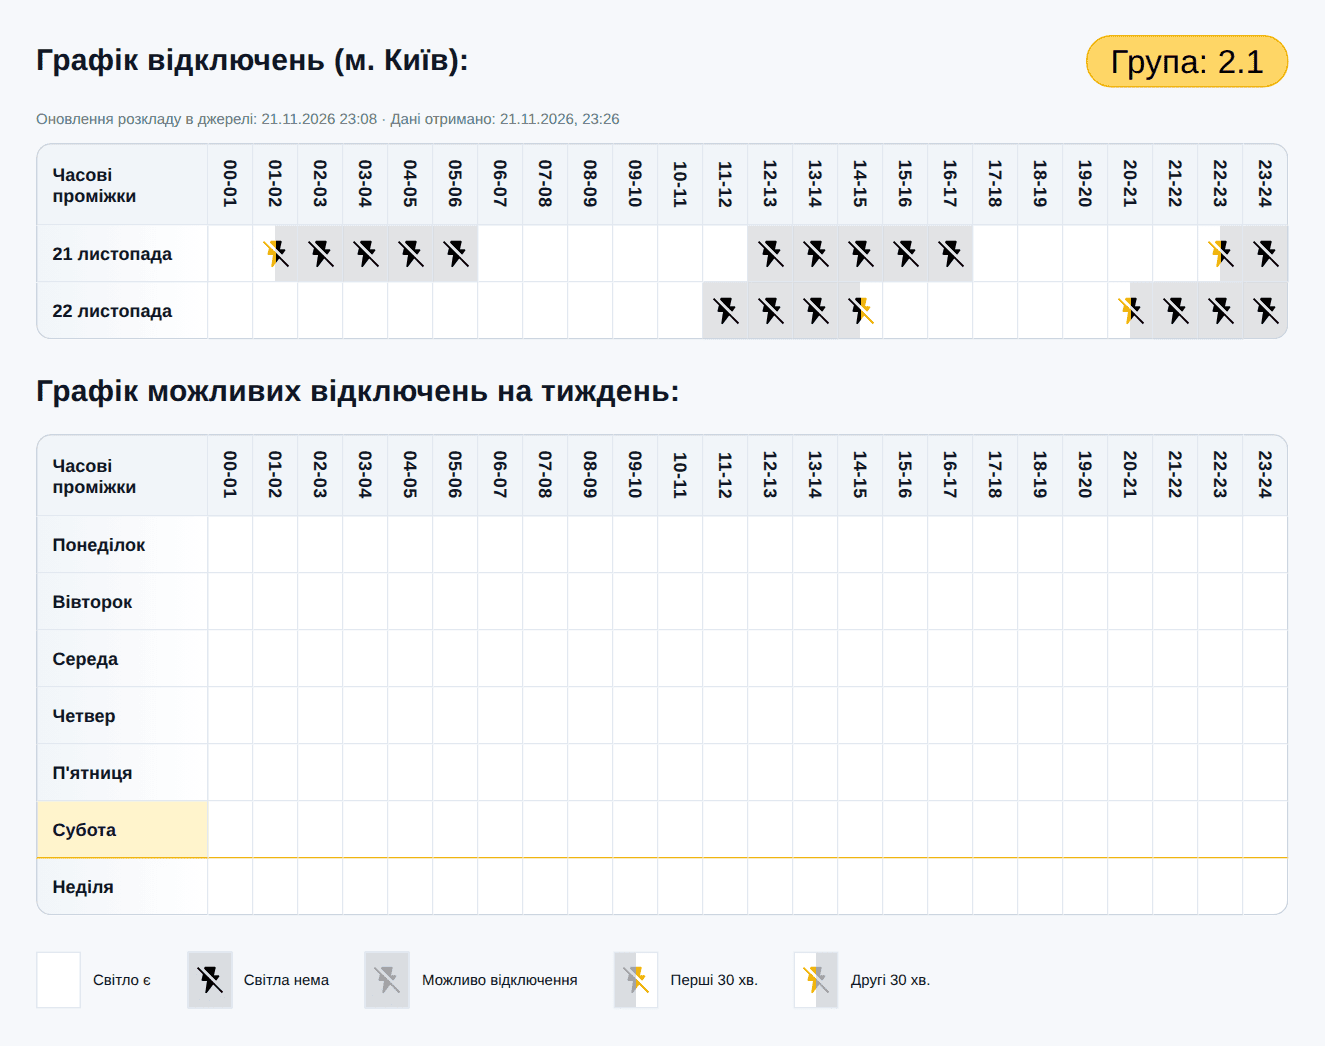 Графік відключень (м. Київ):
Група: 2.1
Оновлення розкладу в джерелі: 21.11.2026 23:08 · Дані отримано: 21.11.2026, 23:26
Часові проміжки 00-01 01-02 02-03 03-04 04-05 05-06 06-07 07-08 08-09 09-10 10-11 11-12 12-13 13-14 14-15 15-16 16-17 17-18 18-19 19-20 20-21 21-22 22-23 23-24
21 листопада
22 листопада
Графік можливих відключень на тиждень:
Часові проміжки 00-01 01-02 02-03 03-04 04-05 05-06 06-07 07-08 08-09 09-10 10-11 11-12 12-13 13-14 14-15 15-16 16-17 17-18 18-19 19-20 20-21 21-22 22-23 23-24
Понеділок
Вівторок
Середа
Четвер
П'ятниця
Субота
Неділя
Світло є Світла нема Можливо відключення Перші 30 хв. Другі 30 хв.